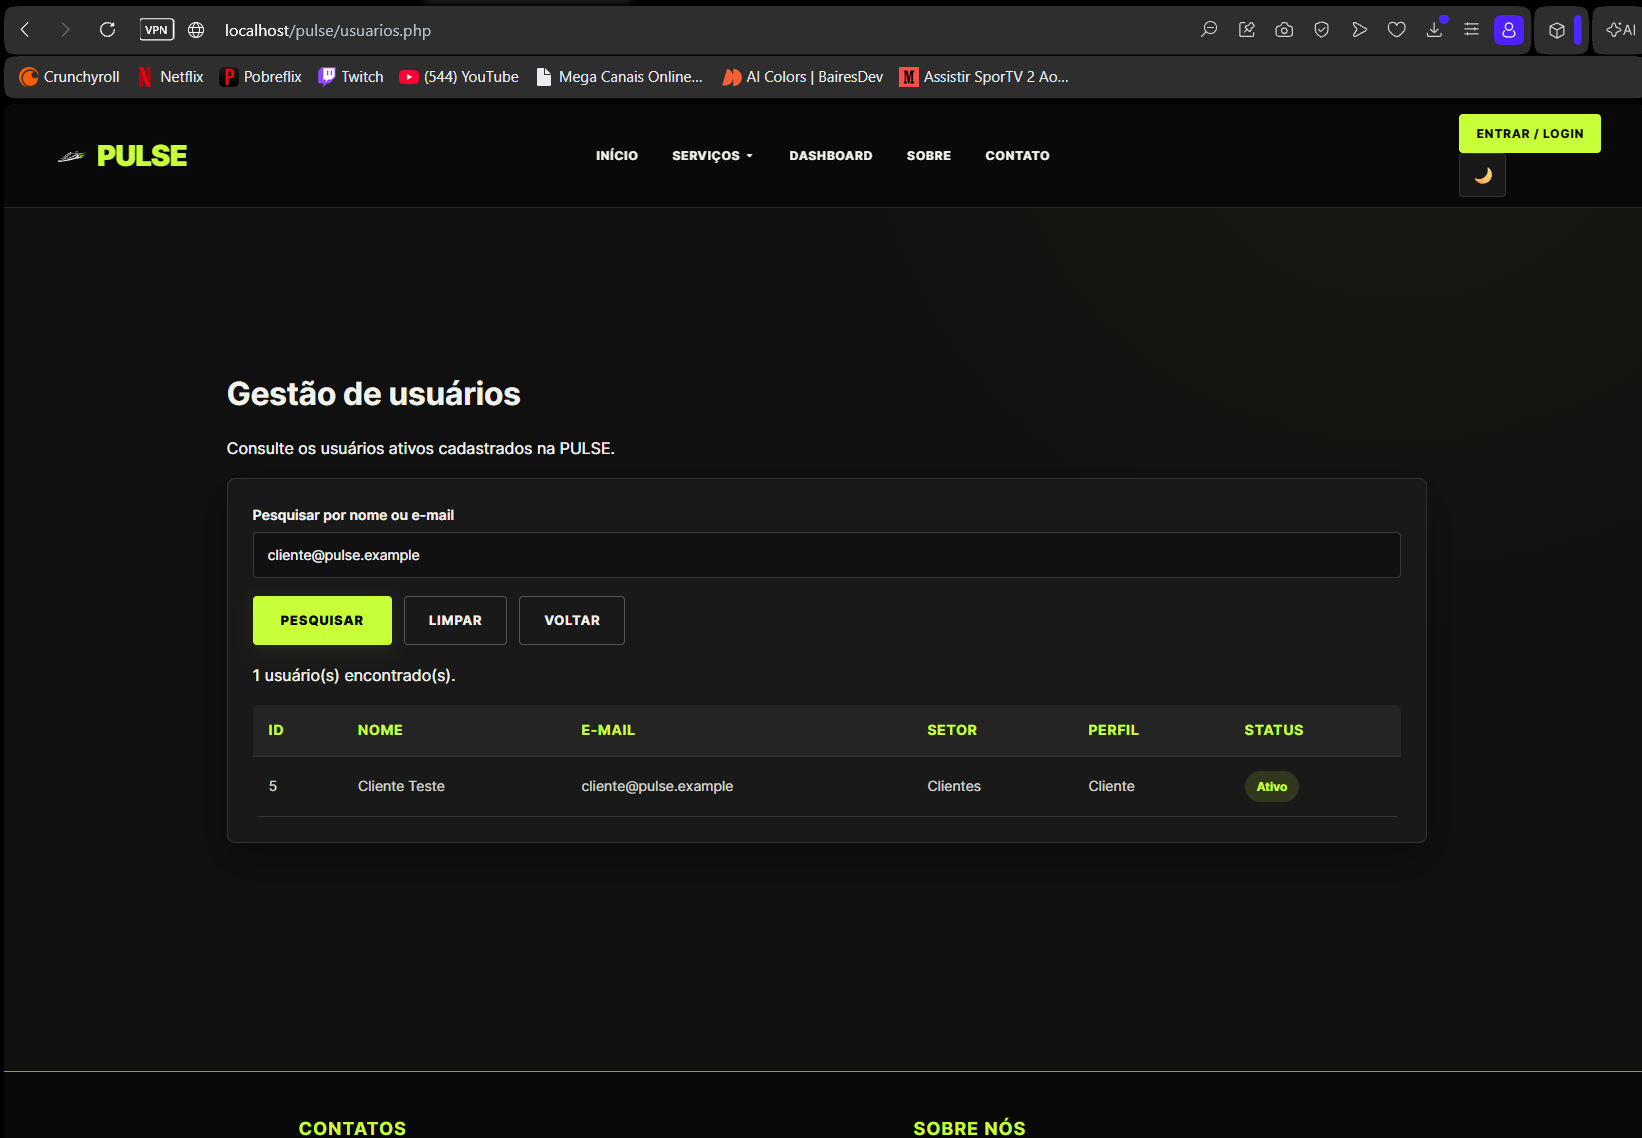 VPN
localhost/pulse/usuarios.php
AI
Crunchyroll
Netflix
Pobreflix
Twitch
(544) YouTube
Mega Canais Online...
AI Colors | BairesDev
M
Assistir SporTV 2 Ao...
PULSE
INÍCIO
SERVIÇOS
DASHBOARD
SOBRE
CONTATO
ENTRAR / LOGIN
Gestão de usuários
Consulte os usuários ativos cadastrados na PULSE.
Pesquisar por nome ou e-mail
cliente@pulse.example
PESQUISAR
LIMPAR
VOLTAR
1 usuário(s) encontrado(s).
ID NOME E-MAIL SETOR PERFIL STATUS
5 Cliente Teste cliente@pulse.example Clientes Cliente Ativo
CONTATOS
SOBRE NÓS